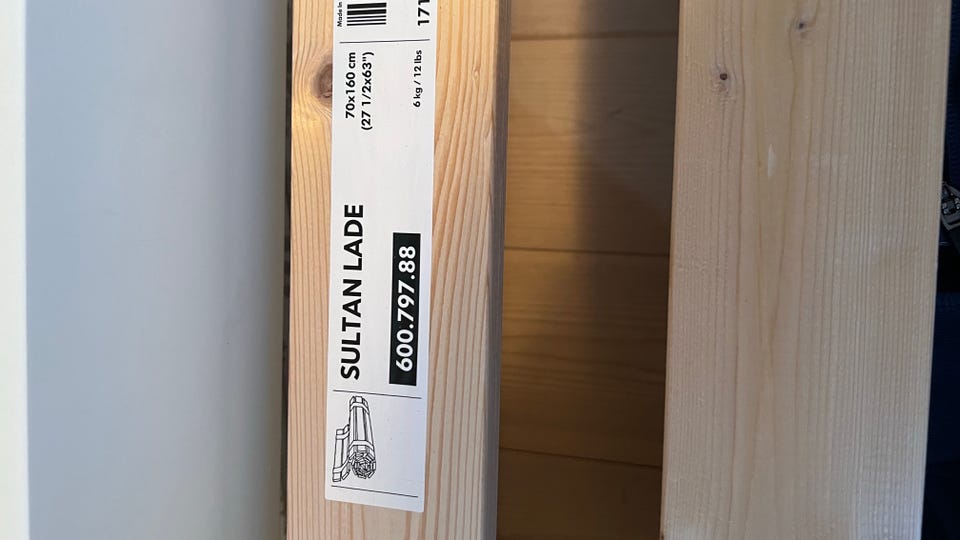 SULTAN LADE
600.797.88
70x160 cm
(27 1/2x63")
6 kg / 12 lbs
Made in
171